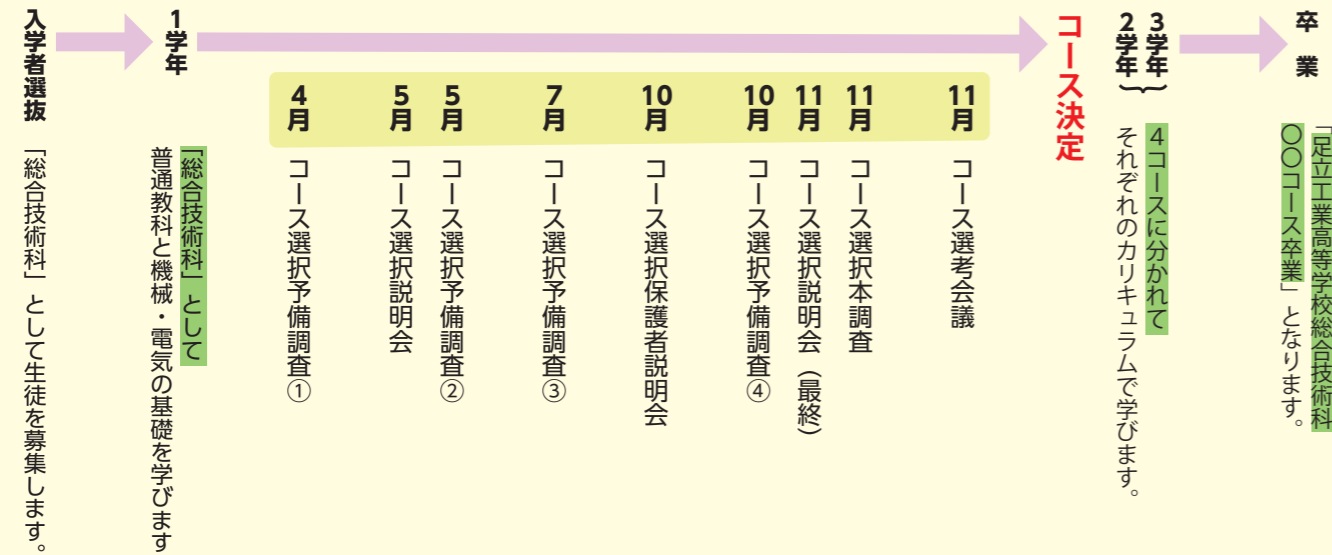 入学者選抜
「総合技術科」として生徒を募集します。
1学年
「総合技術科」として
普通教科と機械・電気の基礎を学びます
4月
コース選択予備調査①
5月
コース選択説明会
5月
コース選択予備調査②
7月
コース選択予備調査③
10月
コース選択保護者説明会
10月
コース選択予備調査④
11月
コース選択説明会（最終）
11月
コース選択本調査
11月
コース選考会議
コース決定
3学年
2学年
4コースに分かれて
それぞれのカリキュラムで学びます。
卒業
「足立工業高等学校総合技術科
〇〇コース卒業」となります。